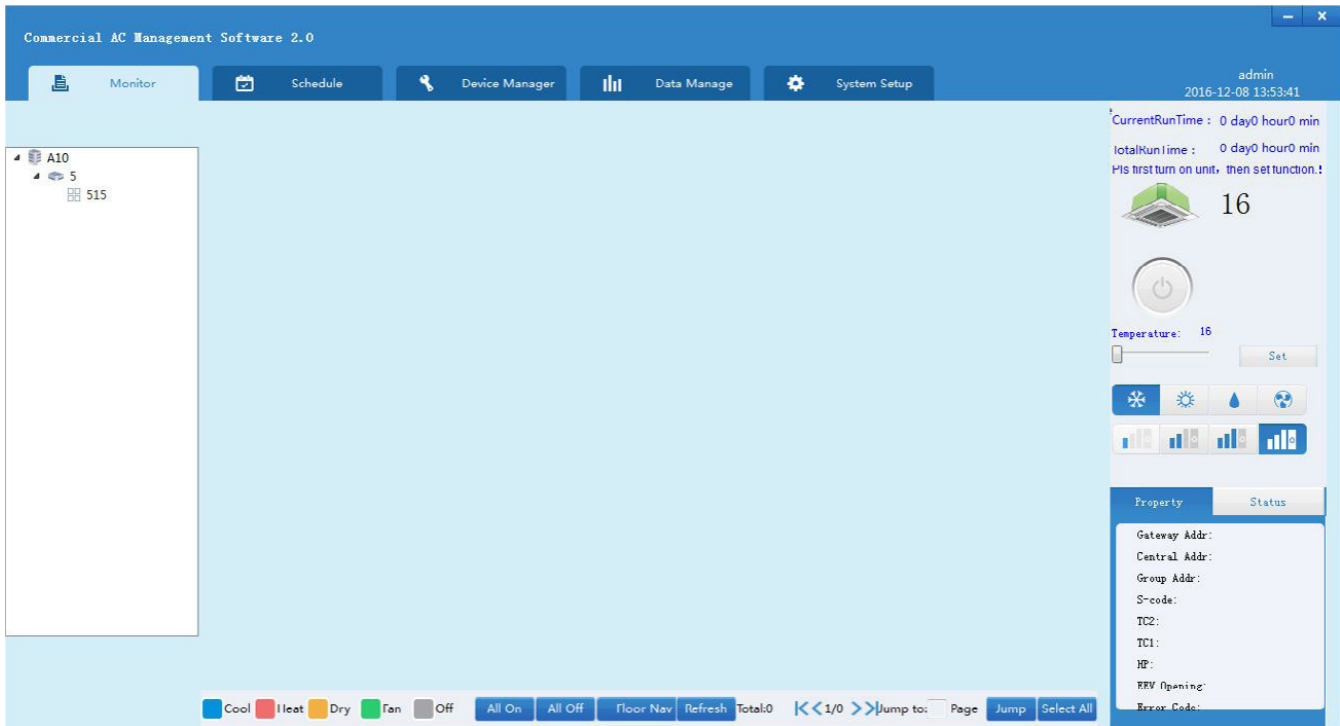 Commercial AC Management Software 2.0
Monitor
Schedule
Device Manager
Data Manage
System Setup
admin
2016-12-08 13:53:41
A10
5
515
CurrentRunTime : 0 day0 hour0 min
TotalRunTime : 0 day0 hour0 min
Pls first turn on unit, then set function.!
16
Temperature: 16
Set
Property Status
Gateway Addr:
Central Addr:
Group Addr:
S-code:
TC2:
TC1:
HP:
EEV Opening:
Error Code:
Cool Heat Dry Fan Off All On All Off Floor Nav Refresh Total:0 1/0 Jump to: Page Jump Select All